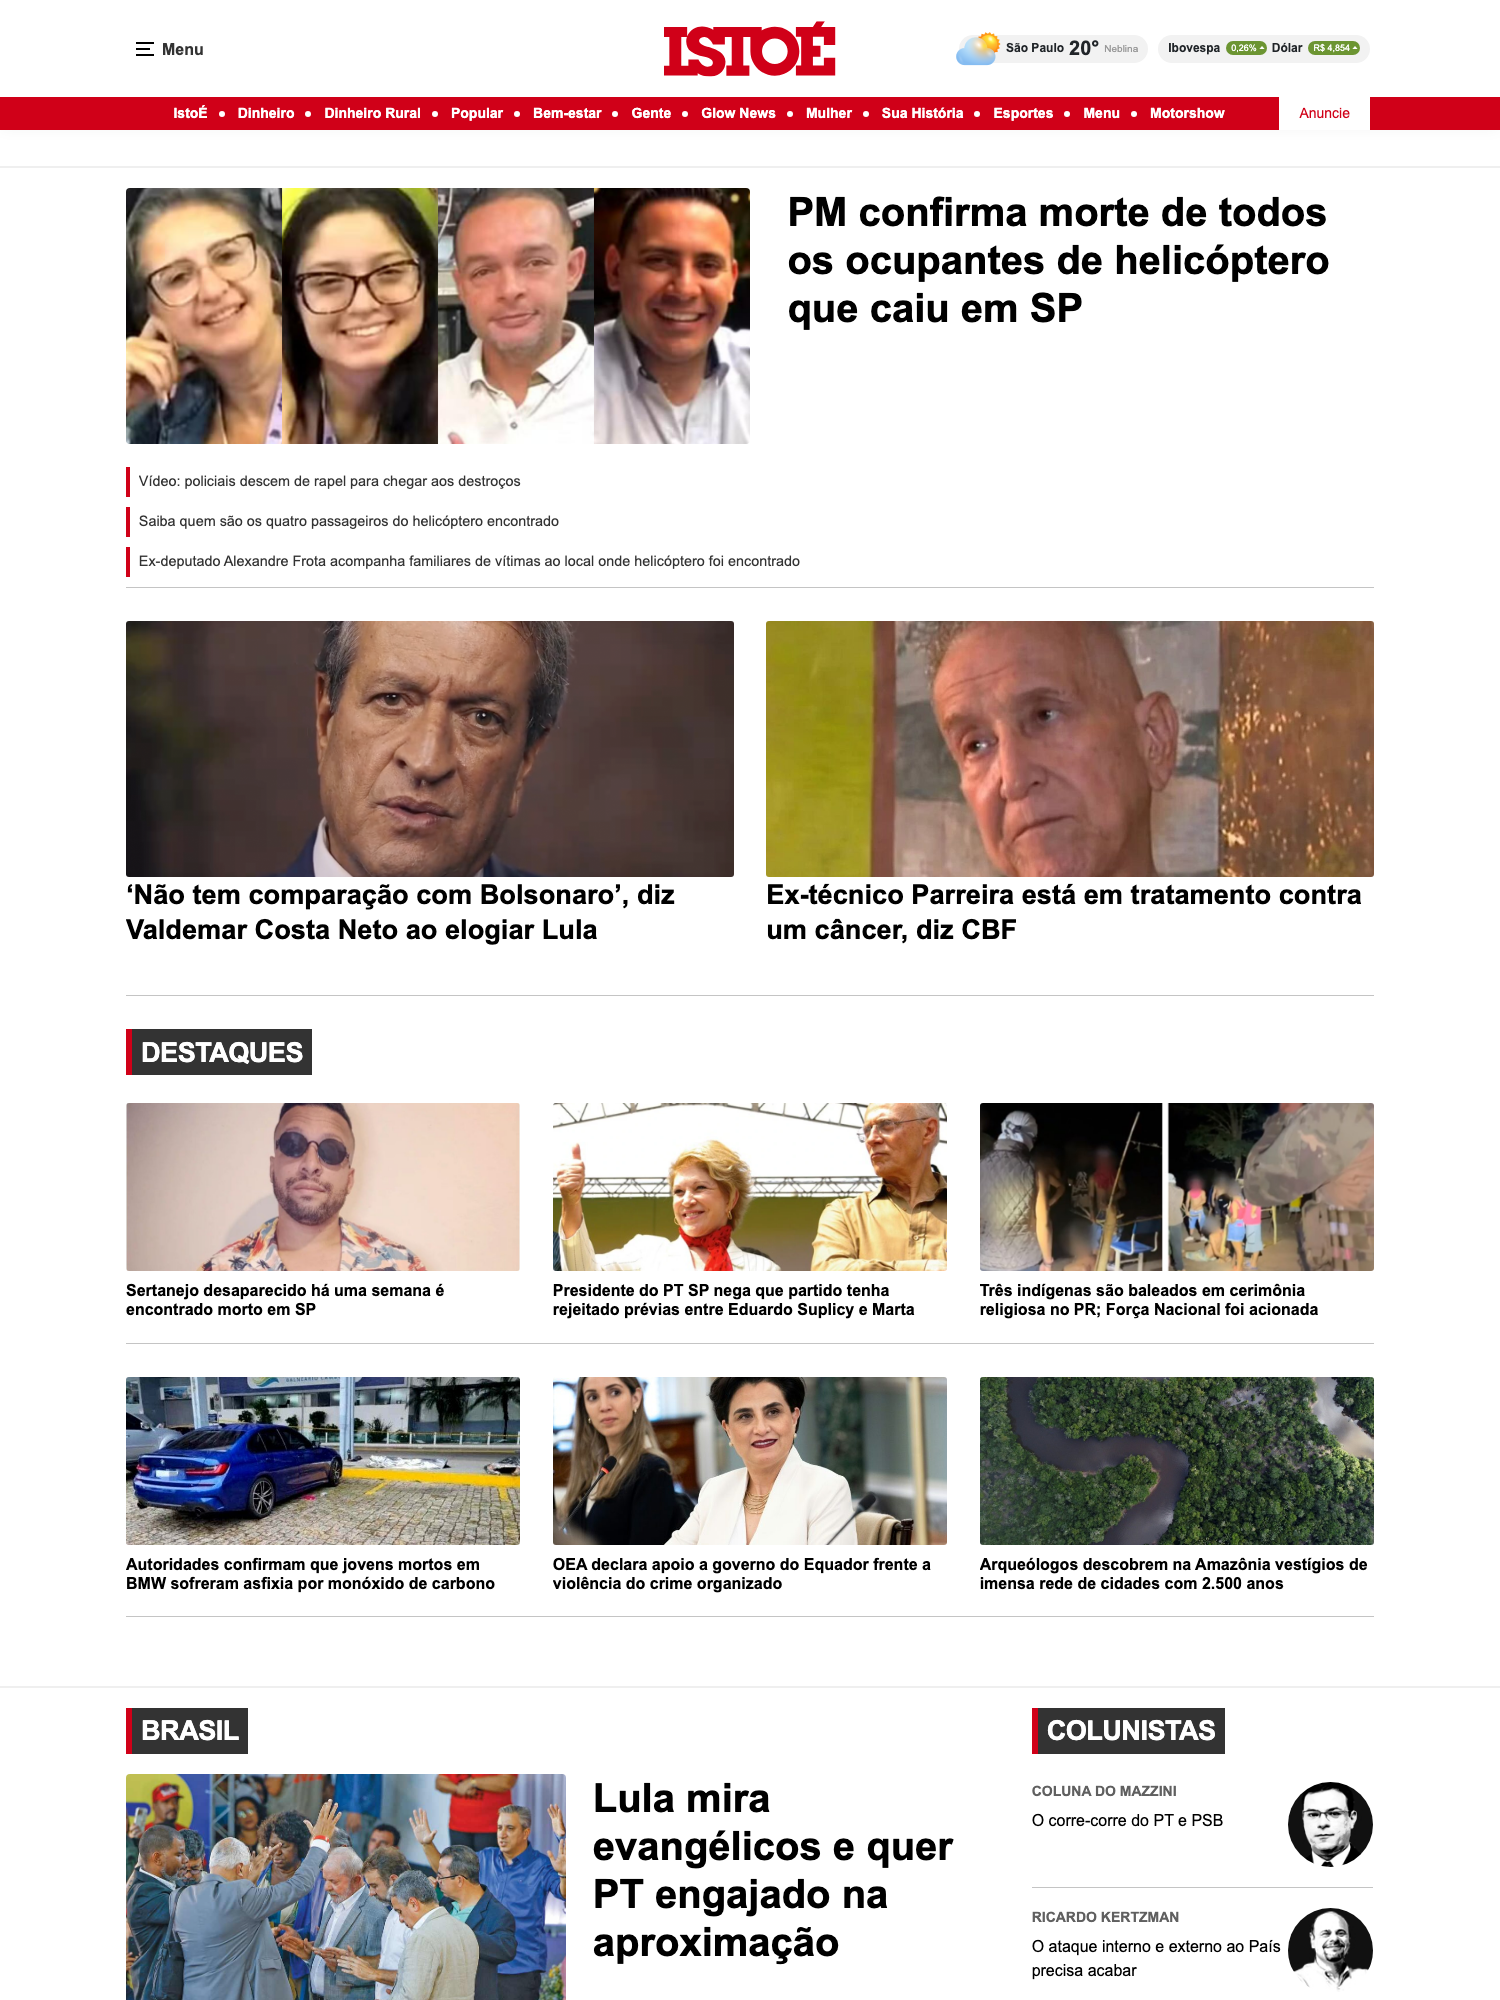 Menu
ISTOÉ
São Paulo 20° Neblina
Ibovespa 0,26% Dólar R$ 4,854
IstoÉ • Dinheiro • Dinheiro Rural • Popular • Bem-estar • Gente • Glow News • Mulher • Sua História • Esportes • Menu • Motorshow
Anuncie
PM confirma morte de todos
os ocupantes de helicóptero
que caiu em SP
Vídeo: policiais descem de rapel para chegar aos destroços
Saiba quem são os quatro passageiros do helicóptero encontrado
Ex-deputado Alexandre Frota acompanha familiares de vítimas ao local onde helicóptero foi encontrado
‘Não tem comparação com Bolsonaro’, diz
Valdemar Costa Neto ao elogiar Lula
Ex-técnico Parreira está em tratamento contra
um câncer, diz CBF
DESTAQUES
Sertanejo desaparecido há uma semana é
encontrado morto em SP
Presidente do PT SP nega que partido tenha
rejeitado prévias entre Eduardo Suplicy e Marta
Três indígenas são baleados em cerimônia
religiosa no PR; Força Nacional foi acionada
Autoridades confirmam que jovens mortos em
BMW sofreram asfixia por monóxido de carbono
OEA declara apoio a governo do Equador frente a
violência do crime organizado
Arqueólogos descobrem na Amazônia vestígios de
imensa rede de cidades com 2.500 anos
BRASIL
Lula mira
evangélicos e quer
PT engajado na
aproximação
COLUNISTAS
COLUNA DO MAZZINI
O corre-corre do PT e PSB
RICARDO KERTZMAN
O ataque interno e externo ao País
precisa acabar